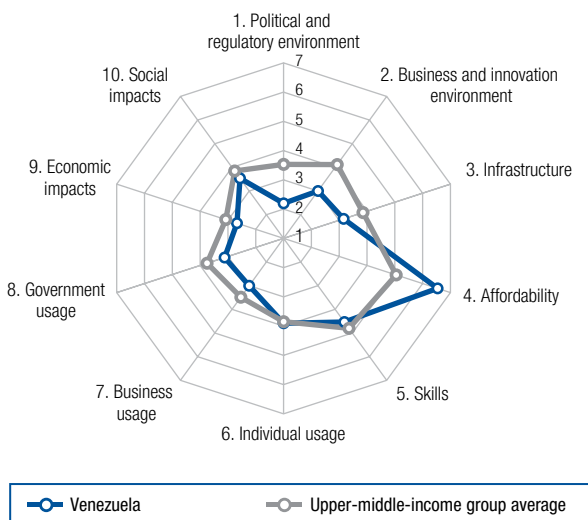 1. Political and
regulatory environment
2. Business and innovation
environment
3. Infrastructure
4. Affordability
5. Skills
6. Individual usage
7. Business
usage
8. Government
usage
9. Economic
impacts
10. Social
impacts
7
6
5
4
3
2
1
Venezuela
Upper-middle-income group average